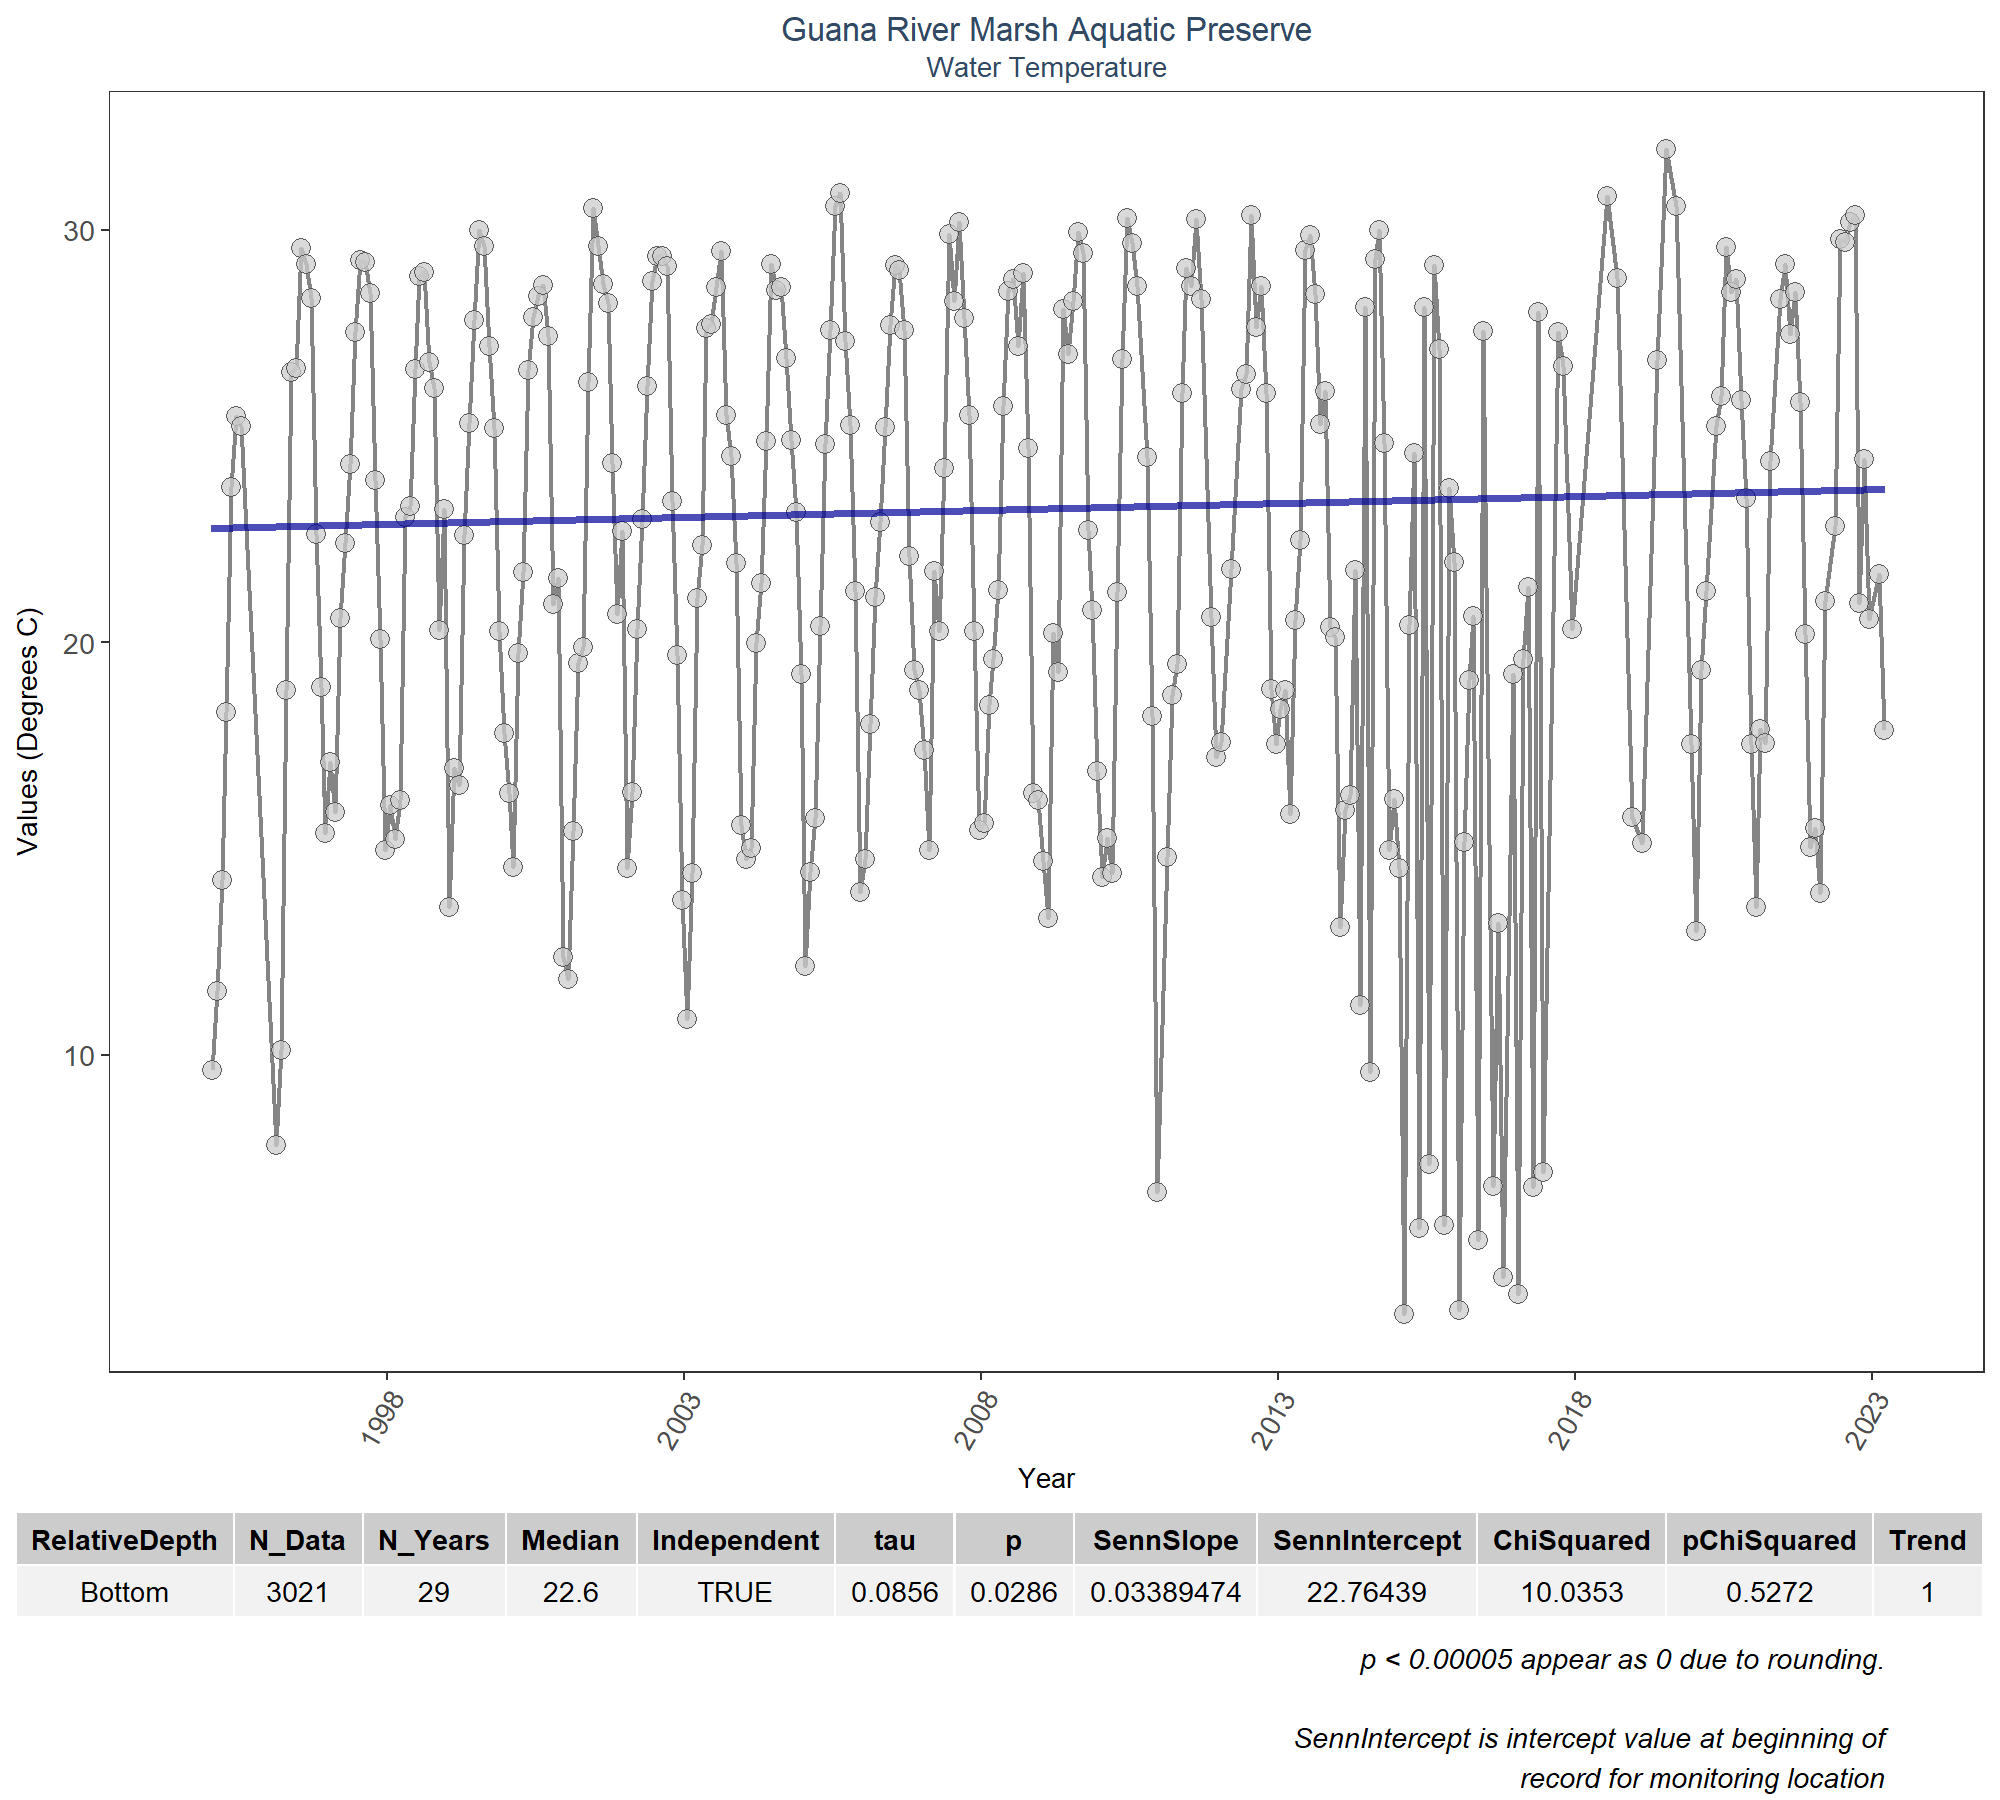 Guana River Marsh Aquatic Preserve
Water Temperature
Values (Degrees C)
30
20
10
1998 2003 2008 2013 2018 2023
Year
RelativeDepth N_Data N_Years Median Independent tau p SennSlope SennIntercept ChiSquared pChiSquared Trend
Bottom 3021 29 22.6 TRUE 0.0856 0.0286 0.03389474 22.76439 10.0353 0.5272 1
p < 0.00005 appear as 0 due to rounding.
SennIntercept is intercept value at beginning of
record for monitoring location